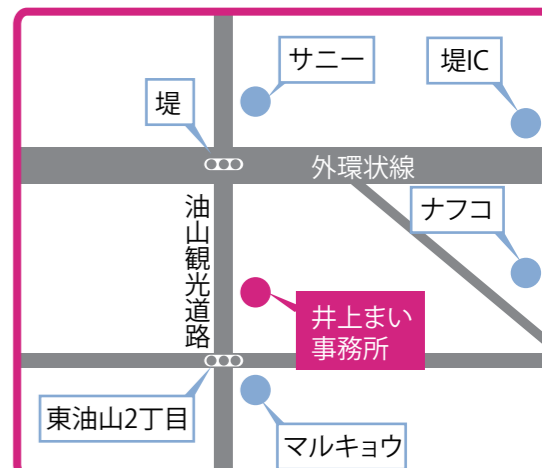 サニー
堤IC
堤
外環状線
ナフコ
油山観光道路
井上まい
事務所
東油山2丁目
マルキョウ